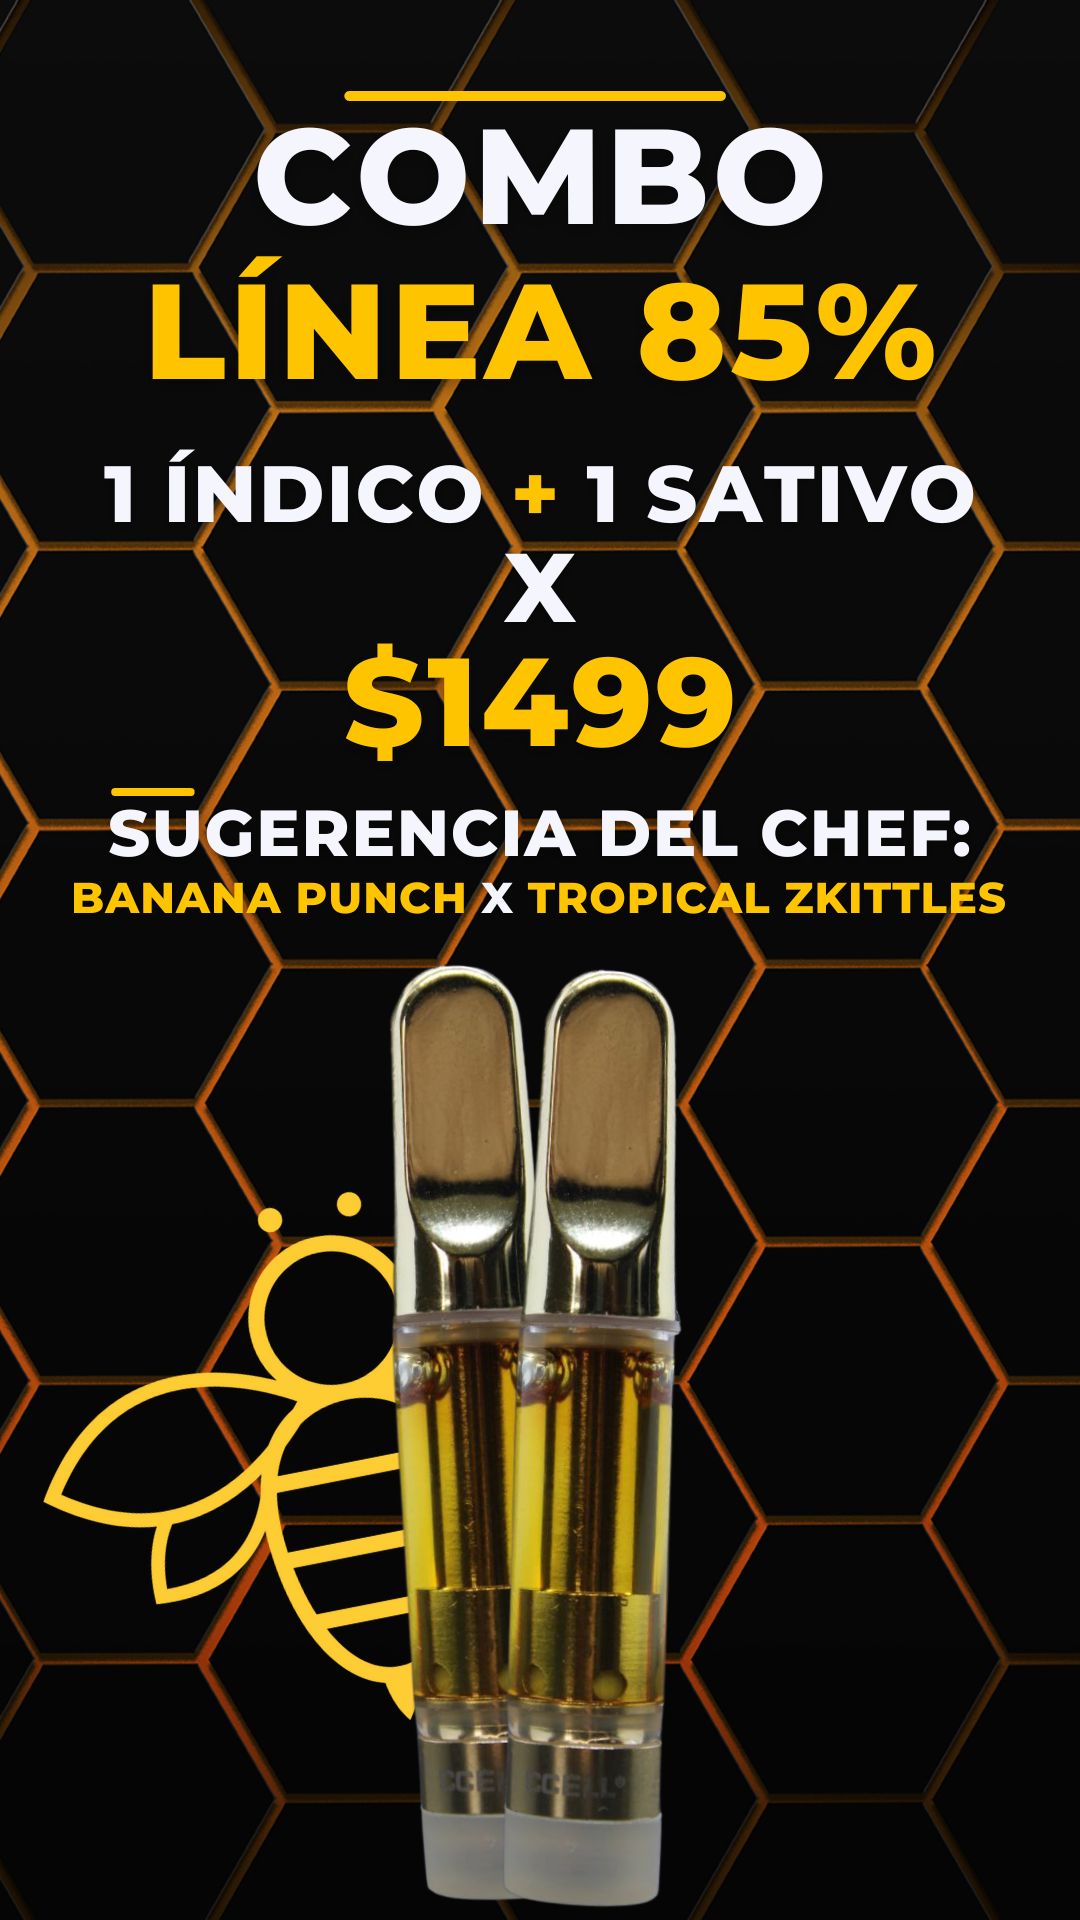 COMBO
LÍNEA 85%
1 ÍNDICO + 1 SATIVO
X
$1499
SUGERENCIA DEL CHEF:
BANANA PUNCH X TROPICAL ZKITTLES
CCELL®